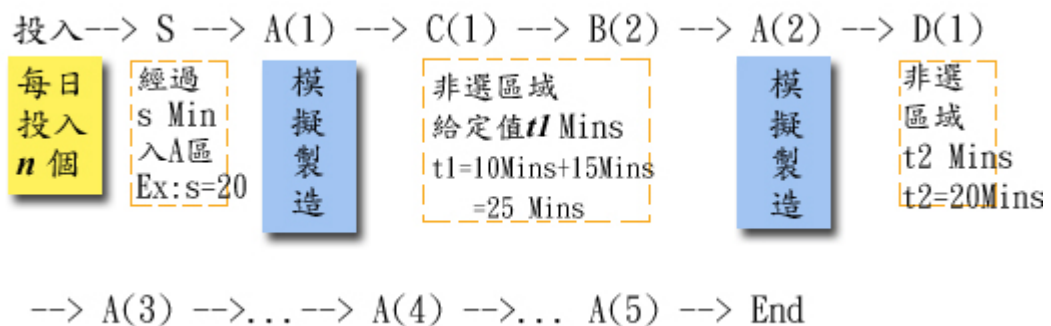 投入--> S --> A(1) --> C(1) --> B(2) --> A(2) --> D(1)
每日
投入
n 個
經過
s Min
入A區
Ex:s=20
模
擬
製
造
非選區域
給定值t1 Mins
t1=10Mins+15Mins
=25 Mins
模
擬
製
造
非選
區域
t2 Mins
t2=20Mins
--> A(3) -->...--> A(4) -->... A(5) --> End